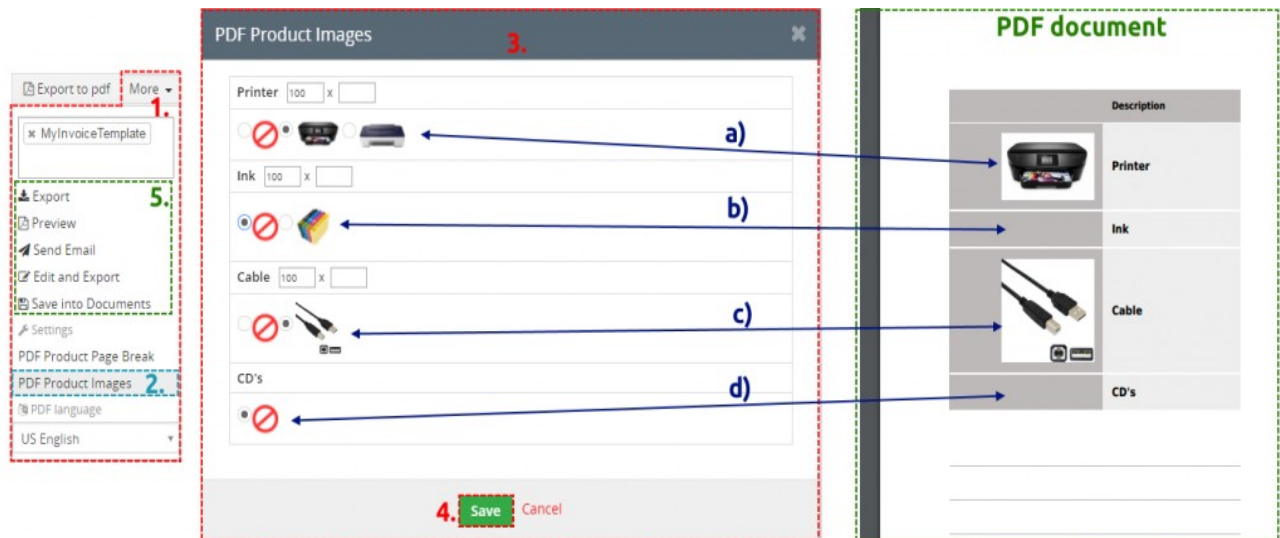 Export to pdf More
1.
× MyInvoiceTemplate
5.
Export
Preview
Send Email
Edit and Export
Save into Documents
Settings
PDF Product Page Break
PDF Product Images 2.
PDF language
US English
PDF Product Images 3. ×
Printer 100 x
a)
Ink 100 x
b)
Cable 100 x
c)
CD's
d)
4. Save Cancel
PDF document
Description
Printer
Ink
Cable
CD's